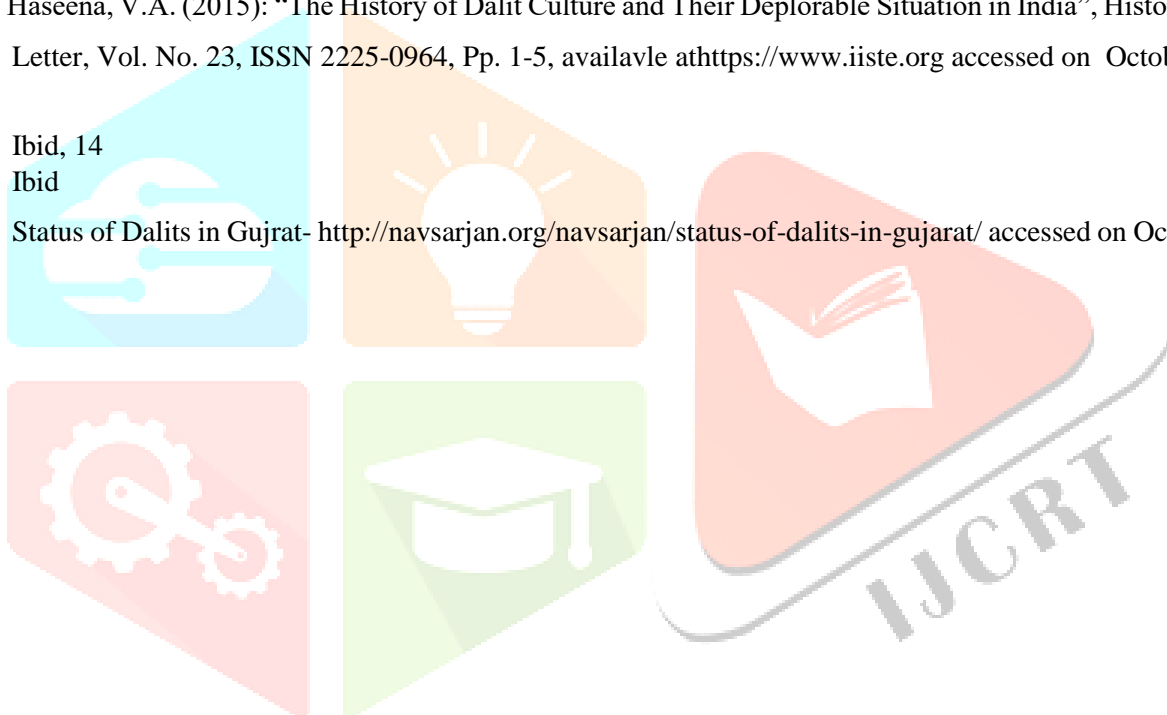 Haseena, V.A. (2015): “The History of Dalit Culture and Their Deplorable Situation in India”, Histo
Letter, Vol. No. 23, ISSN 2225-0964, Pp. 1-5, availavle athttps://www.iiste.org accessed on Octo
Ibid, 14
Ibid
Status of Dalits in Gujrat- http://navsarjan.org/navsarjan/status-of-dalits-in-gujarat/ accessed on Oc
IJCRT